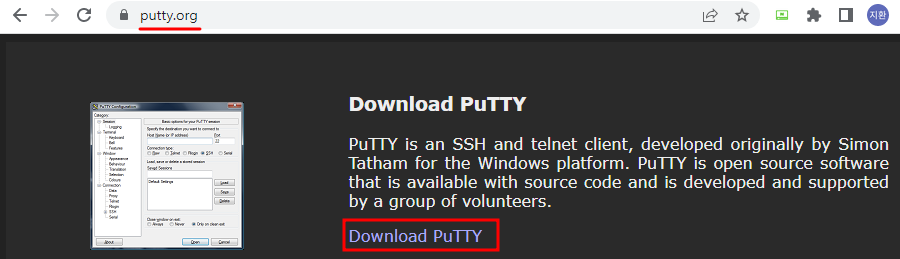 putty.org
지환
Download PuTTY
PuTTY is an SSH and telnet client, developed originally by Simon
Tatham for the Windows platform. PuTTY is open source software
that is available with source code and is developed and supported
by a group of volunteers.
Download PuTTY
PuTTY Configuration
Category:
Session
Logging
Terminal
Keyboard
Bell
Features
Window
Appearance
Behaviour
Translation
Selection
Colours
Connection
Data
Proxy
Telnet
Rlogin
SSH
Serial
Basic options for your PuTTY session
Specify the destination you want to connect to
Host Name (or IP address) Port
22
Connection type:
Raw Telnet Rlogin SSH Serial
Load, save or delete a stored session
Saved Sessions
Default Settings
Load
Save
Delete
Close window on exit:
Always Never Only on clean exit
About Open Cancel